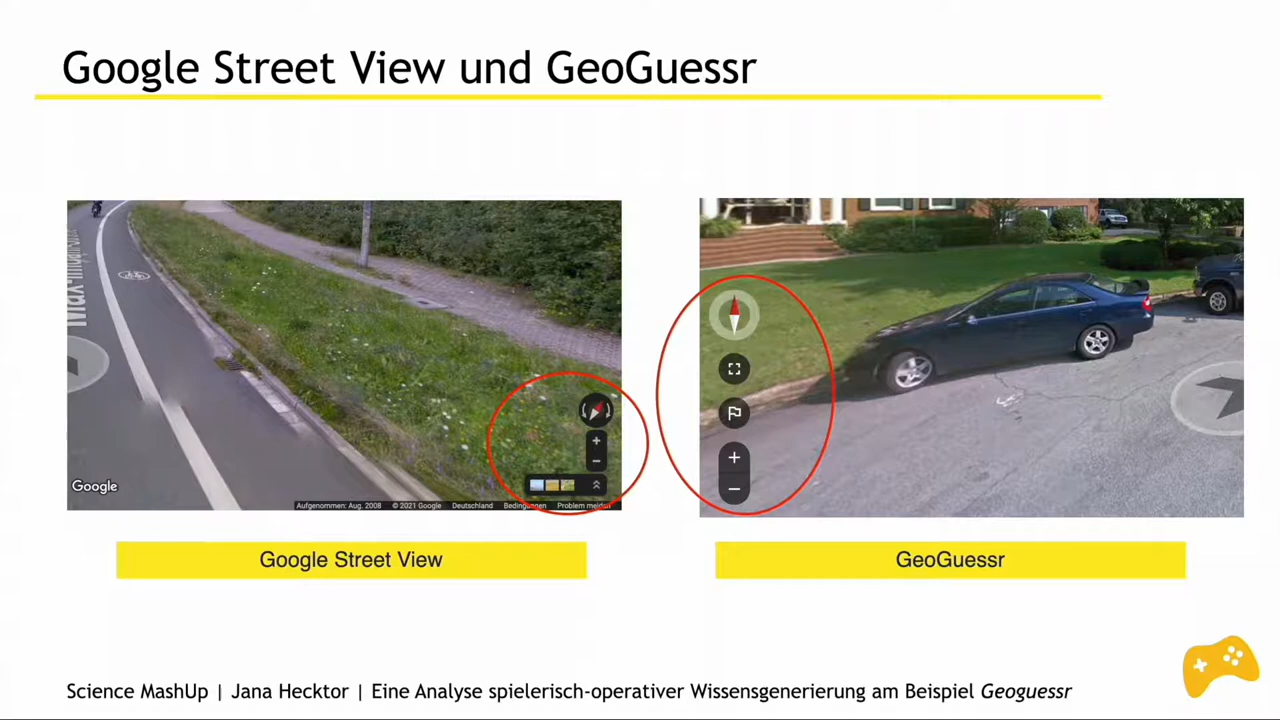 Google Street View und GeoGuessr
Google
Aufgenommen: Aug. 2008 © 2021 Google Deutschland Bedingungen Problem melden
Google Street View
GeoGuessr
Science MashUp | Jana Hecktor | Eine Analyse spielerisch-operativer Wissensgenerierung am Beispiel Geoguessr